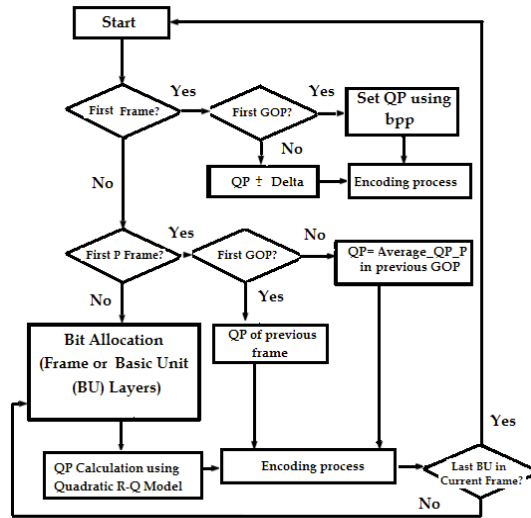 Start
First Frame?
Yes
First GOP?
Yes
Set QP using
bpp
No
No
QP ± Delta
Encoding process
First P Frame?
Yes
First GOP?
No
QP= Average_QP_P
in previous GOP
No
Yes
Bit Allocation
(Frame or Basic Unit
(BU) Layers)
QP of previous
frame
Yes
QP Calculation using
Quadratic R-Q Model
Encoding process
Last BU in
Current Frame?
No